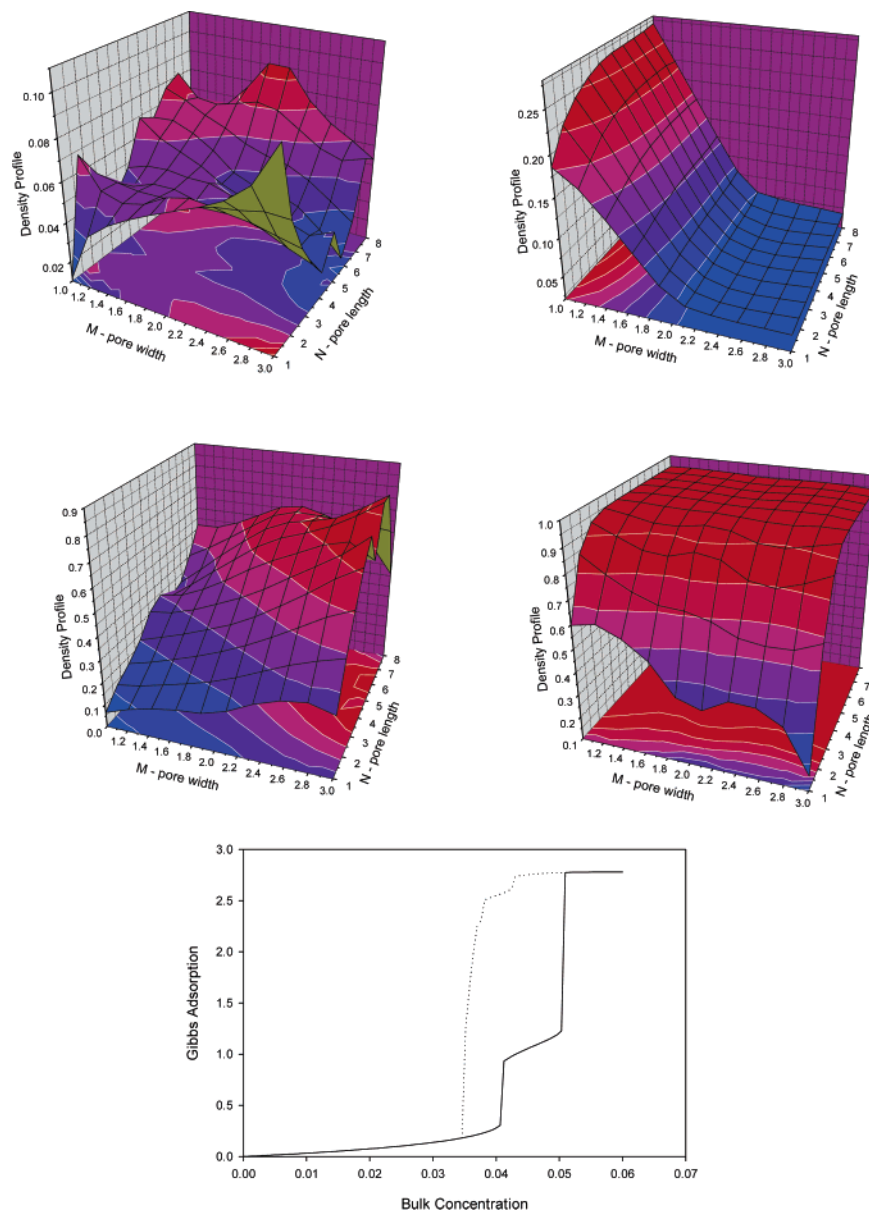 0.10
0.08
0.06
0.04
0.02
Density Profile
1.0 1.2 1.4 1.6 1.8 2.0 2.2 2.4 2.6 2.8 3.0
M - pore width
1 2 3 4 5 6 7 8
N - pore length
0.25
0.20
0.15
0.10
0.05
Density Profile
1.0 1.2 1.4 1.6 1.8 2.0 2.2 2.4 2.6 2.8 3.0
M - pore width
1 2 3 4 5 6 7 8
N - pore length
0.9
0.8
0.7
0.6
0.5
0.4
0.3
0.2
0.1
0.0
Density Profile
1.2 1.4 1.6 1.8 2.0 2.2 2.4 2.6 2.8 3.0
M - pore width
1 2 3 4 5 6 7 8
N - pore length
1.0
0.9
0.8
0.7
0.6
0.5
0.4
0.3
0.2
0.1
Density Profile
1.2 1.4 1.6 1.8 2.0 2.2 2.4 2.6 2.8 3.0
M - pore width
1 2 3 4 5 6 7 8
N - pore length
3.0
2.5
2.0
1.5
1.0
0.5
0.0
Gibbs Adsorption
0.00 0.01 0.02 0.03 0.04 0.05 0.06 0.07
Bulk Concentration